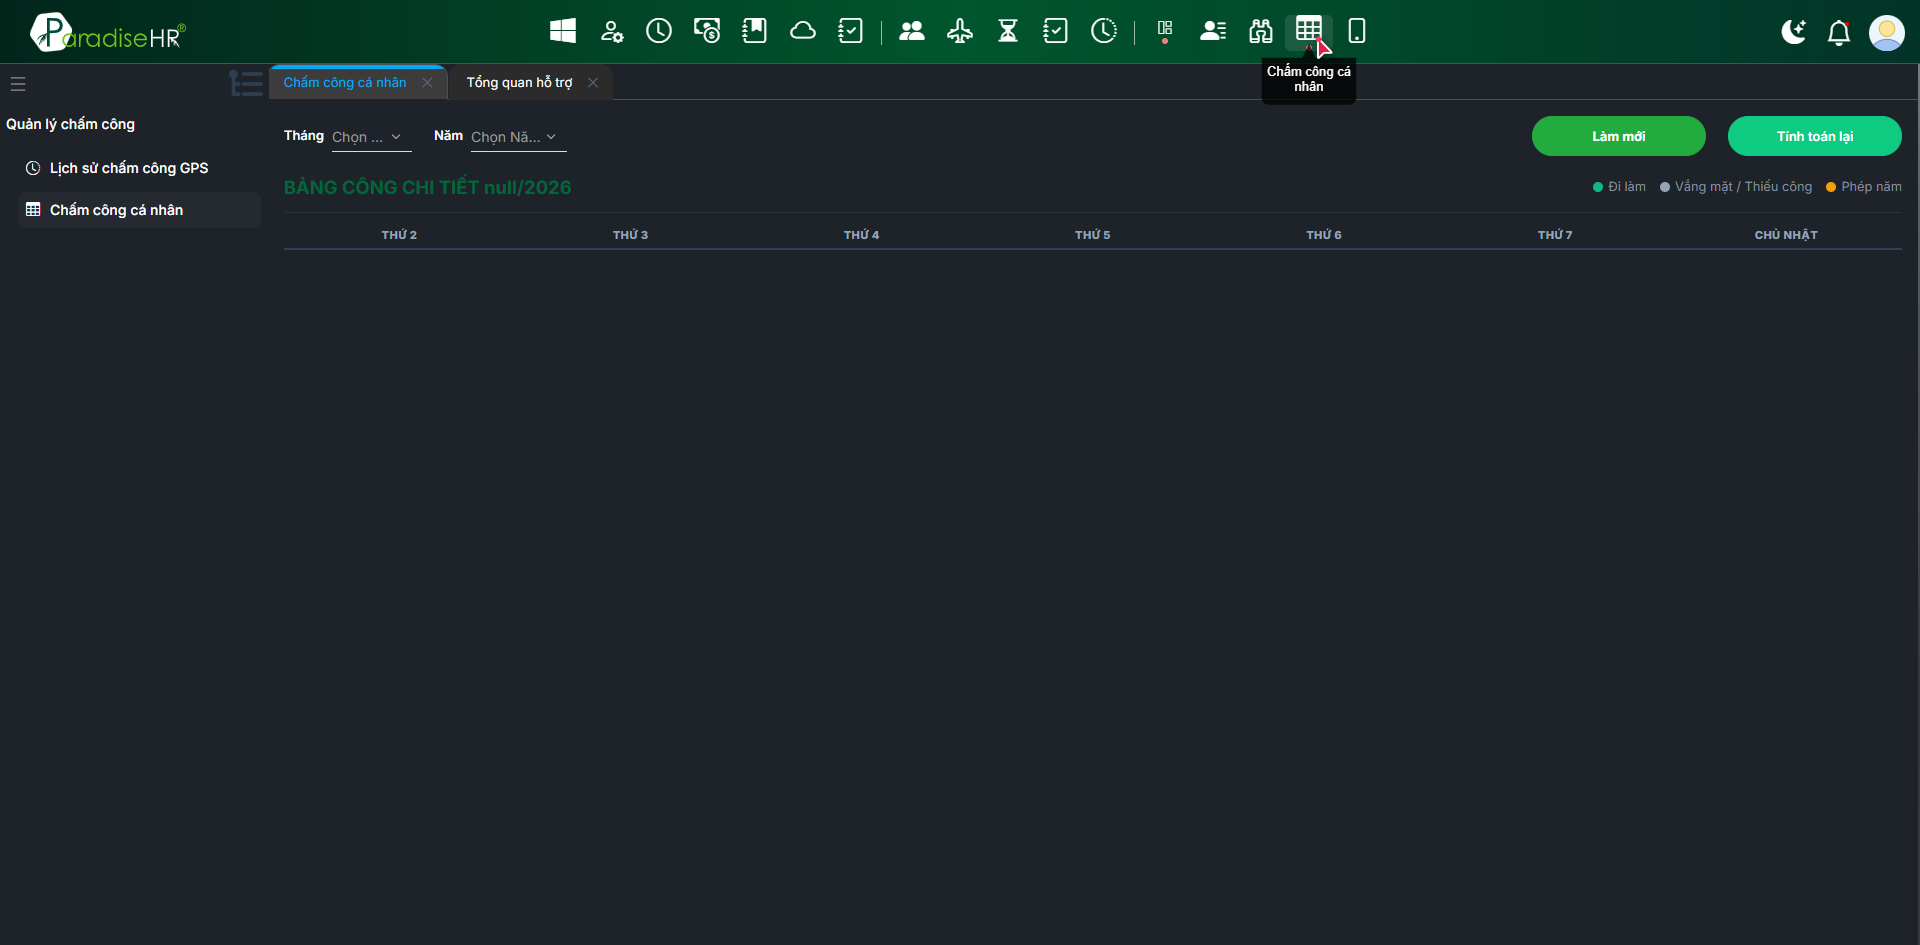 ParadiseHR®
Chấm công cá nhân
Tổng quan hỗ trợ
Chấm công cá
nhân
Quản lý chấm công
Lịch sử chấm công GPS
Chấm công cá nhân
Tháng
Chọn ...
Năm
Chọn Nă...
Làm mới
Tính toán lại
BẢNG CÔNG CHI TIẾT null/2026
Đi làm
Vắng mặt / Thiếu công
Phép năm
THỨ 2
THỨ 3
THỨ 4
THỨ 5
THỨ 6
THỨ 7
CHỦ NHẬT